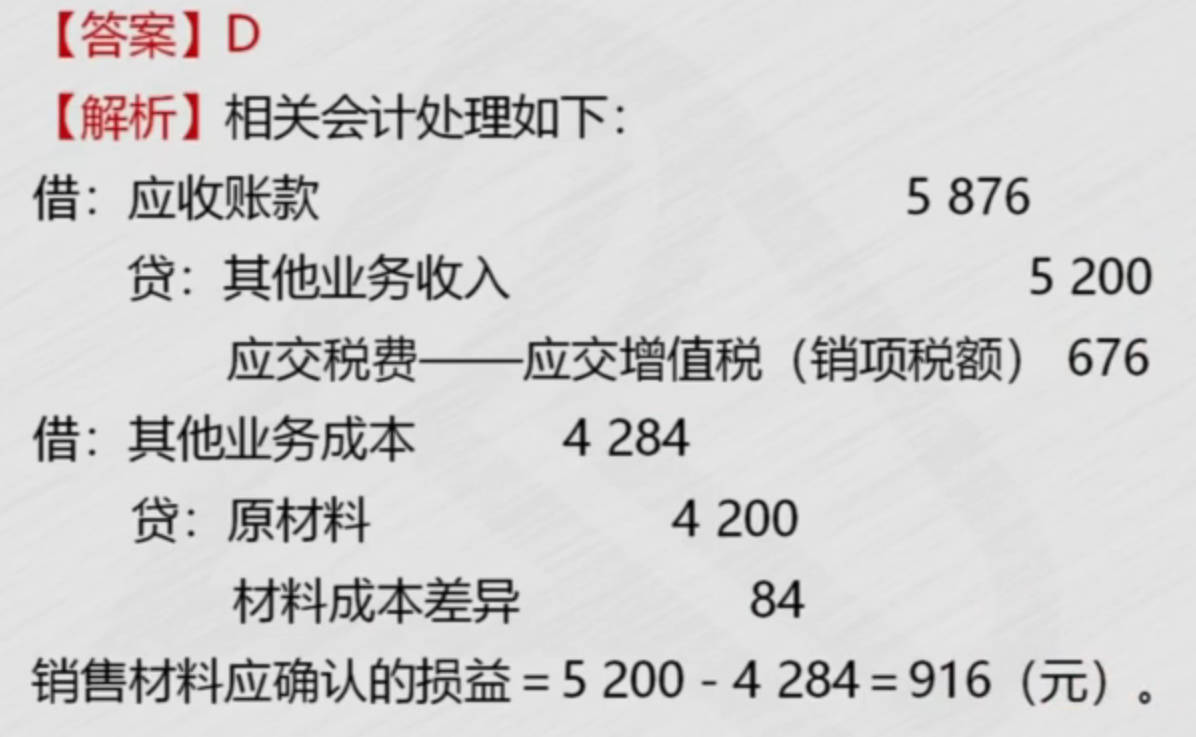 【答案】D
【解析】相关会计处理如下：
借：应收账款 5 876
贷：其他业务收入 5 200
应交税费——应交增值税（销项税额） 676
借：其他业务成本 4 284
贷：原材料 4 200
材料成本差异 84
销售材料应确认的损益=5 200-4 284=916（元）。